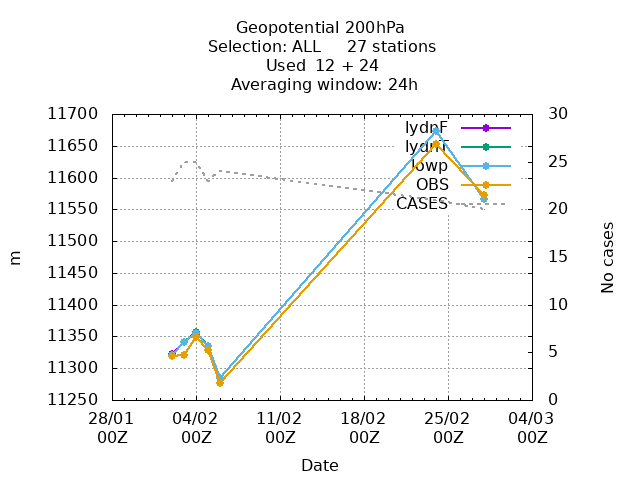 Geopotential 200hPa
Selection: ALL 27 stations
Used 12 + 24
Averaging window: 24h
11700
11650
11600
11550
11500
11450
11400
11350
11300
11250
30
25
20
15
10
5
0
lowp
OBS
CASES
m
No cases
28/01 04/02 11/02 18/02 25/02 04/03
00Z 00Z 00Z 00Z 00Z 00Z
Date